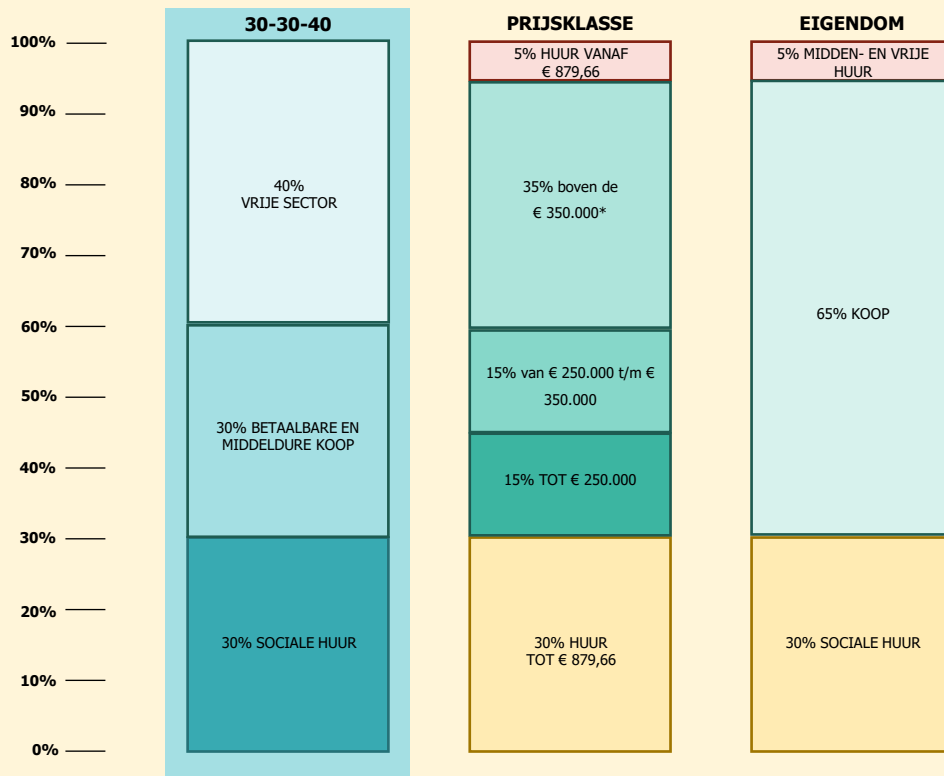 30-30-40
PRIJSKLASSE
EIGENDOM
100%
90%
80%
70%
60%
50%
40%
30%
20%
10%
0%
40%
VRIJE SECTOR
30% BETAALBARE EN
MIDDELDURE KOOP
30% SOCIALE HUUR
5% HUUR VANAF
€ 879,66
35% boven de
€ 350.000*
15% van € 250.000 t/m €
350.000
15% TOT € 250.000
30% HUUR
TOT € 879,66
5% MIDDEN- EN VRIJE
HUUR
65% KOOP
30% SOCIALE HUUR